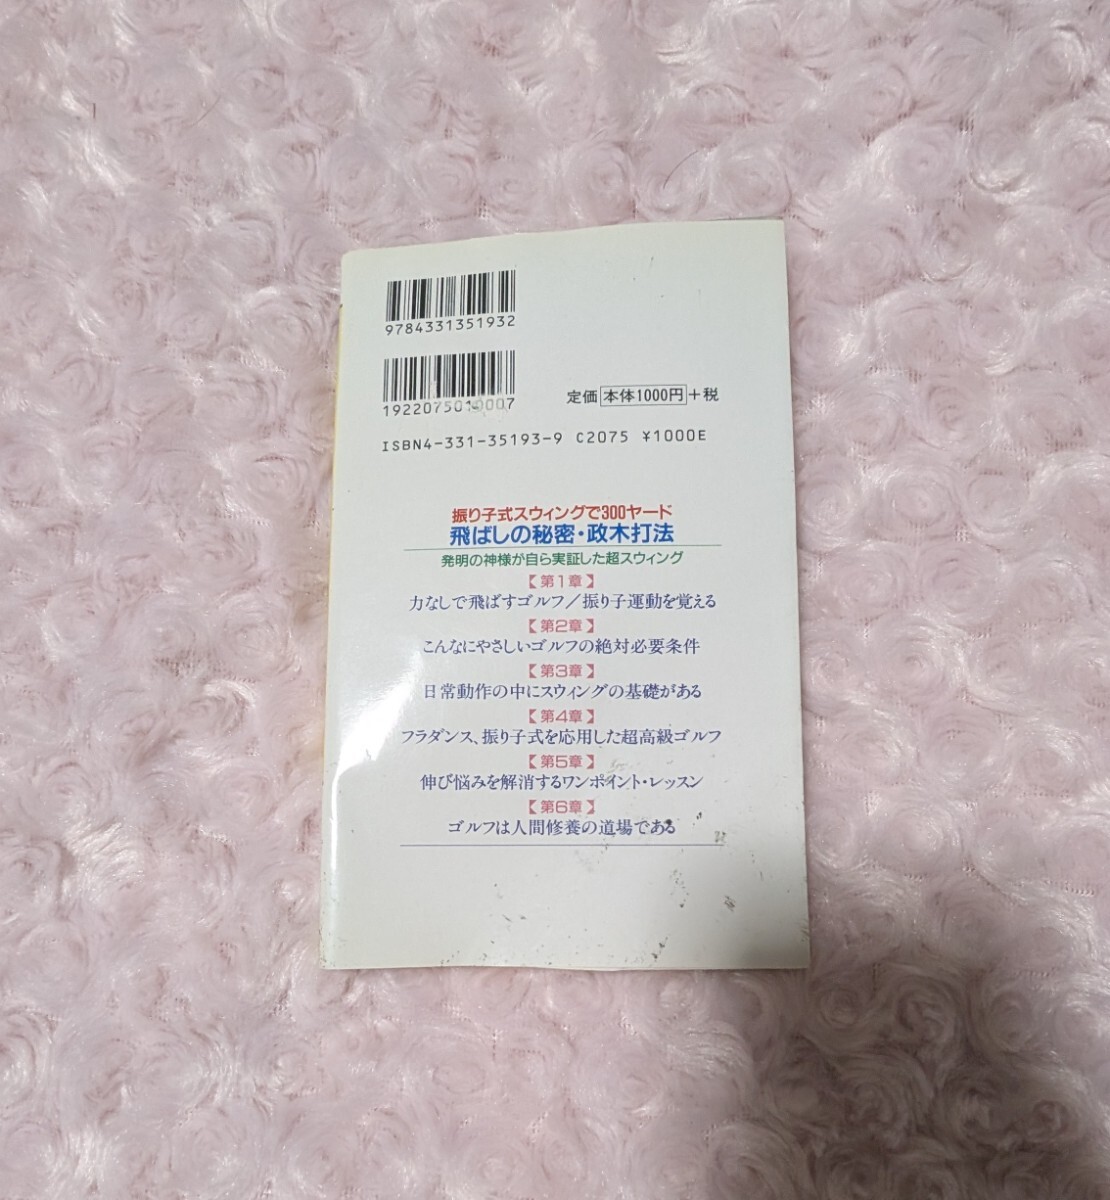 9784331351932
1922075010007
定価 本体1000円 +税
ISBN4-331-35193-9 C2075 ¥1000E
振り子式スウィングで300ヤード
飛ばしの秘密・政木打法
発明の神様が自ら実証した超スウィング
【第1章】
力なしで飛ばすゴルフ/振り子運動を覚える
【第2章】
こんなにやさしいゴルフの絶対必要条件
【第3章】
日常動作の中にスウィングの基礎がある
【第4章】
フラダンス、振り子式を応用した超高級ゴルフ
【第5章】
伸び悩みを解消するワンポイント・レッスン
【第6章】
ゴルフは人間修養の道場である